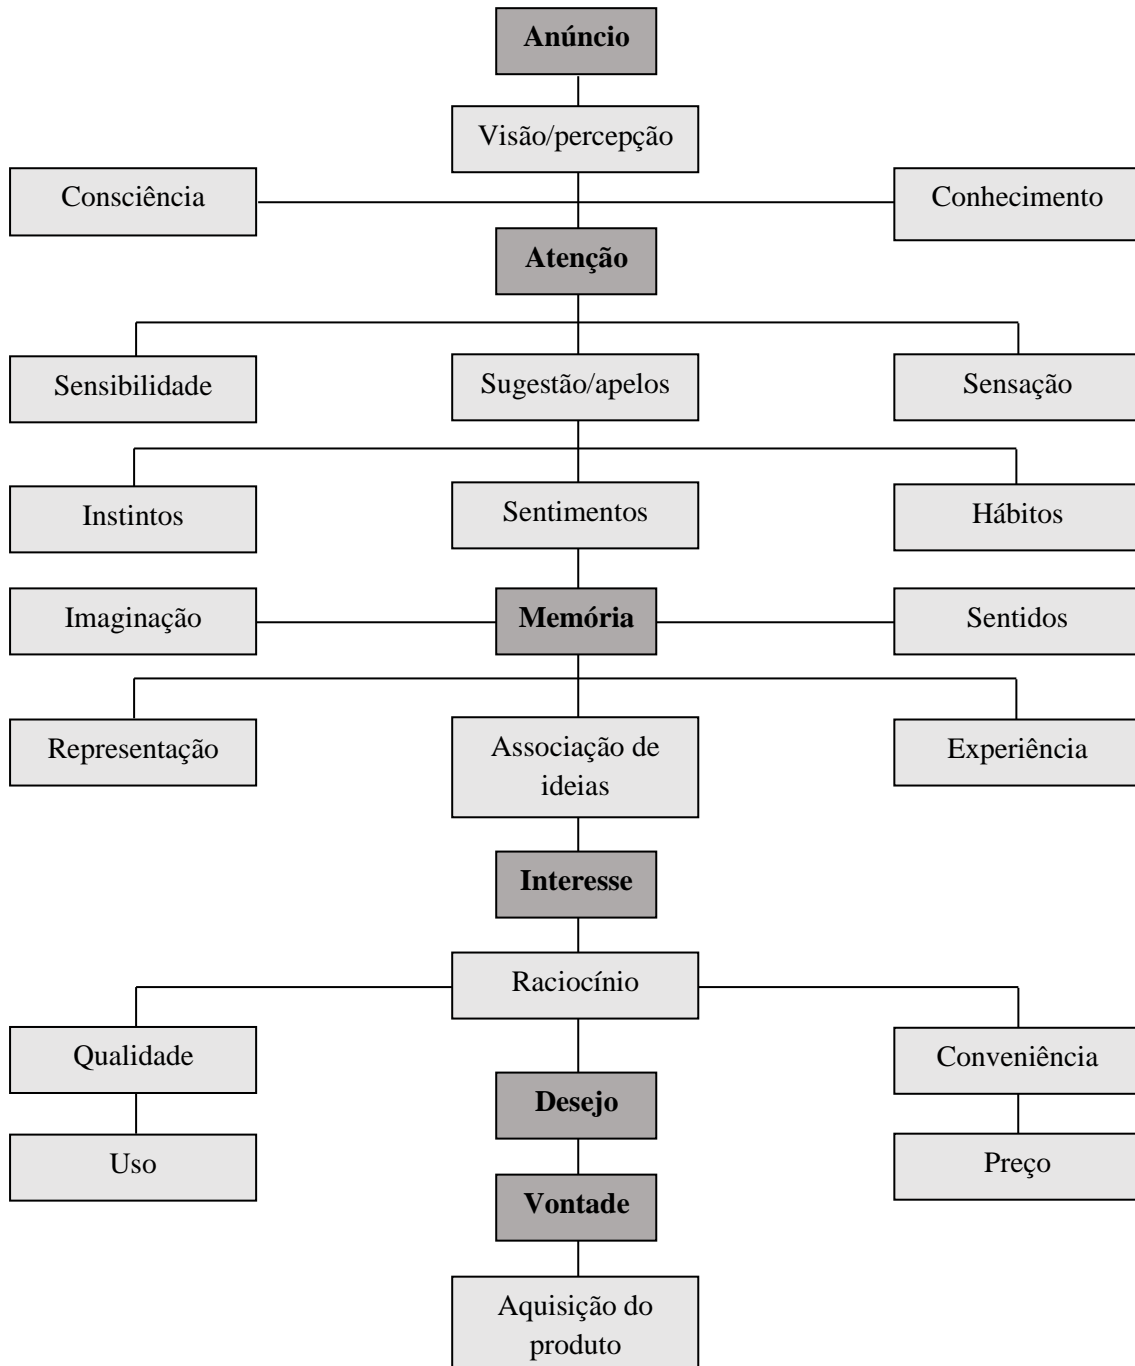 Anúncio
Visão/percepção
Consciência
Conhecimento
Atenção
Sensibilidade
Sugestão/apelos
Sensação
Instintos
Sentimentos
Hábitos
Imaginação
Memória
Sentidos
Representação
Associação de
ideias
Experiência
Interesse
Raciocínio
Qualidade
Conveniência
Desejo
Uso
Preço
Vontade
Aquisição do
produto